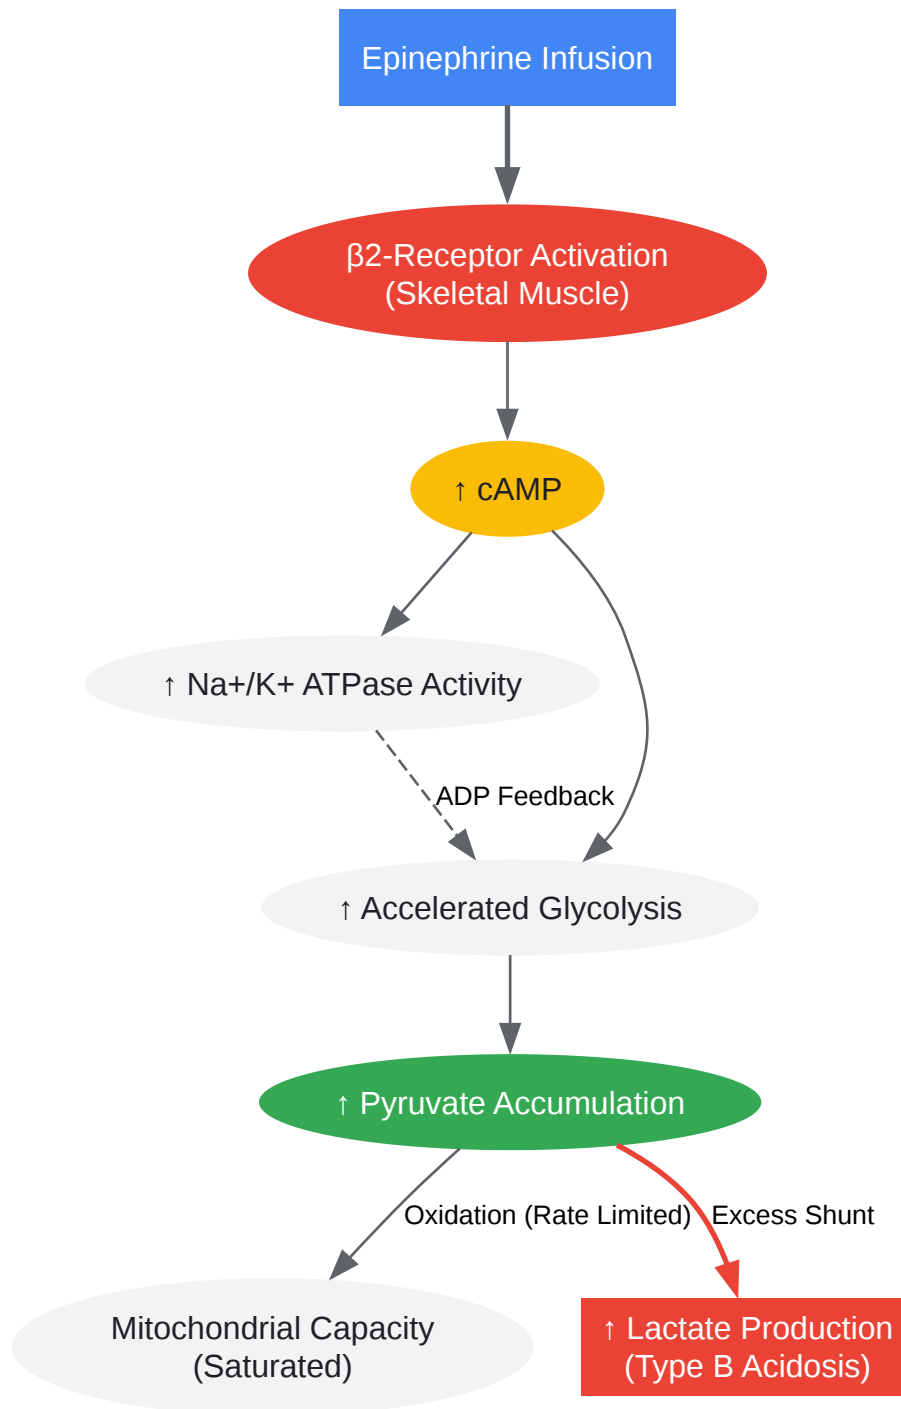 Epinephrine Infusion
β2-Receptor Activation
(Skeletal Muscle)
↑ cAMP
↑ Na+/K+ ATPase Activity
ADP Feedback
↑ Accelerated Glycolysis
↑ Pyruvate Accumulation
Oxidation (Rate Limited)
Excess Shunt
Mitochondrial Capacity
(Saturated)
↑ Lactate Production
(Type B Acidosis)